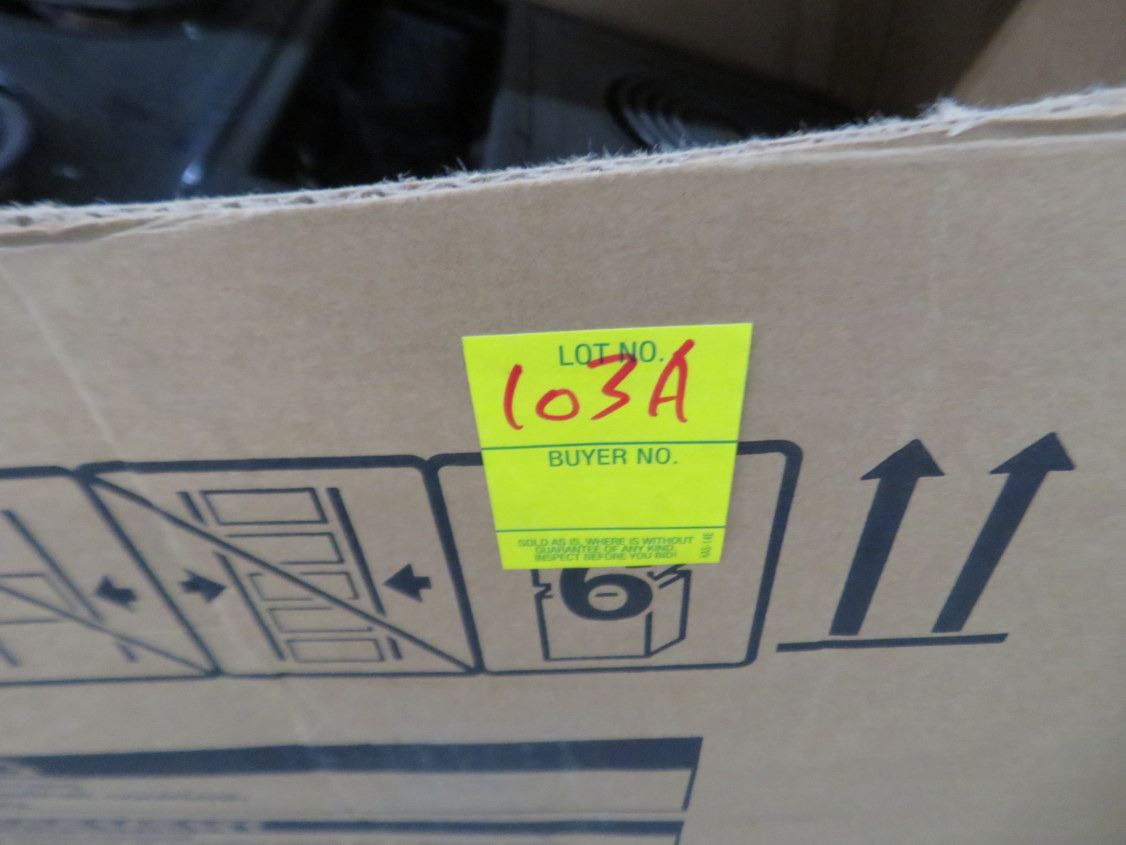 LOT NO.
103A
BUYER NO.
SOLD AS IS, WHERE IS WITHOUT
GUARANTEE OF ANY KIND.
INSPECT BEFORE YOU BID!
6